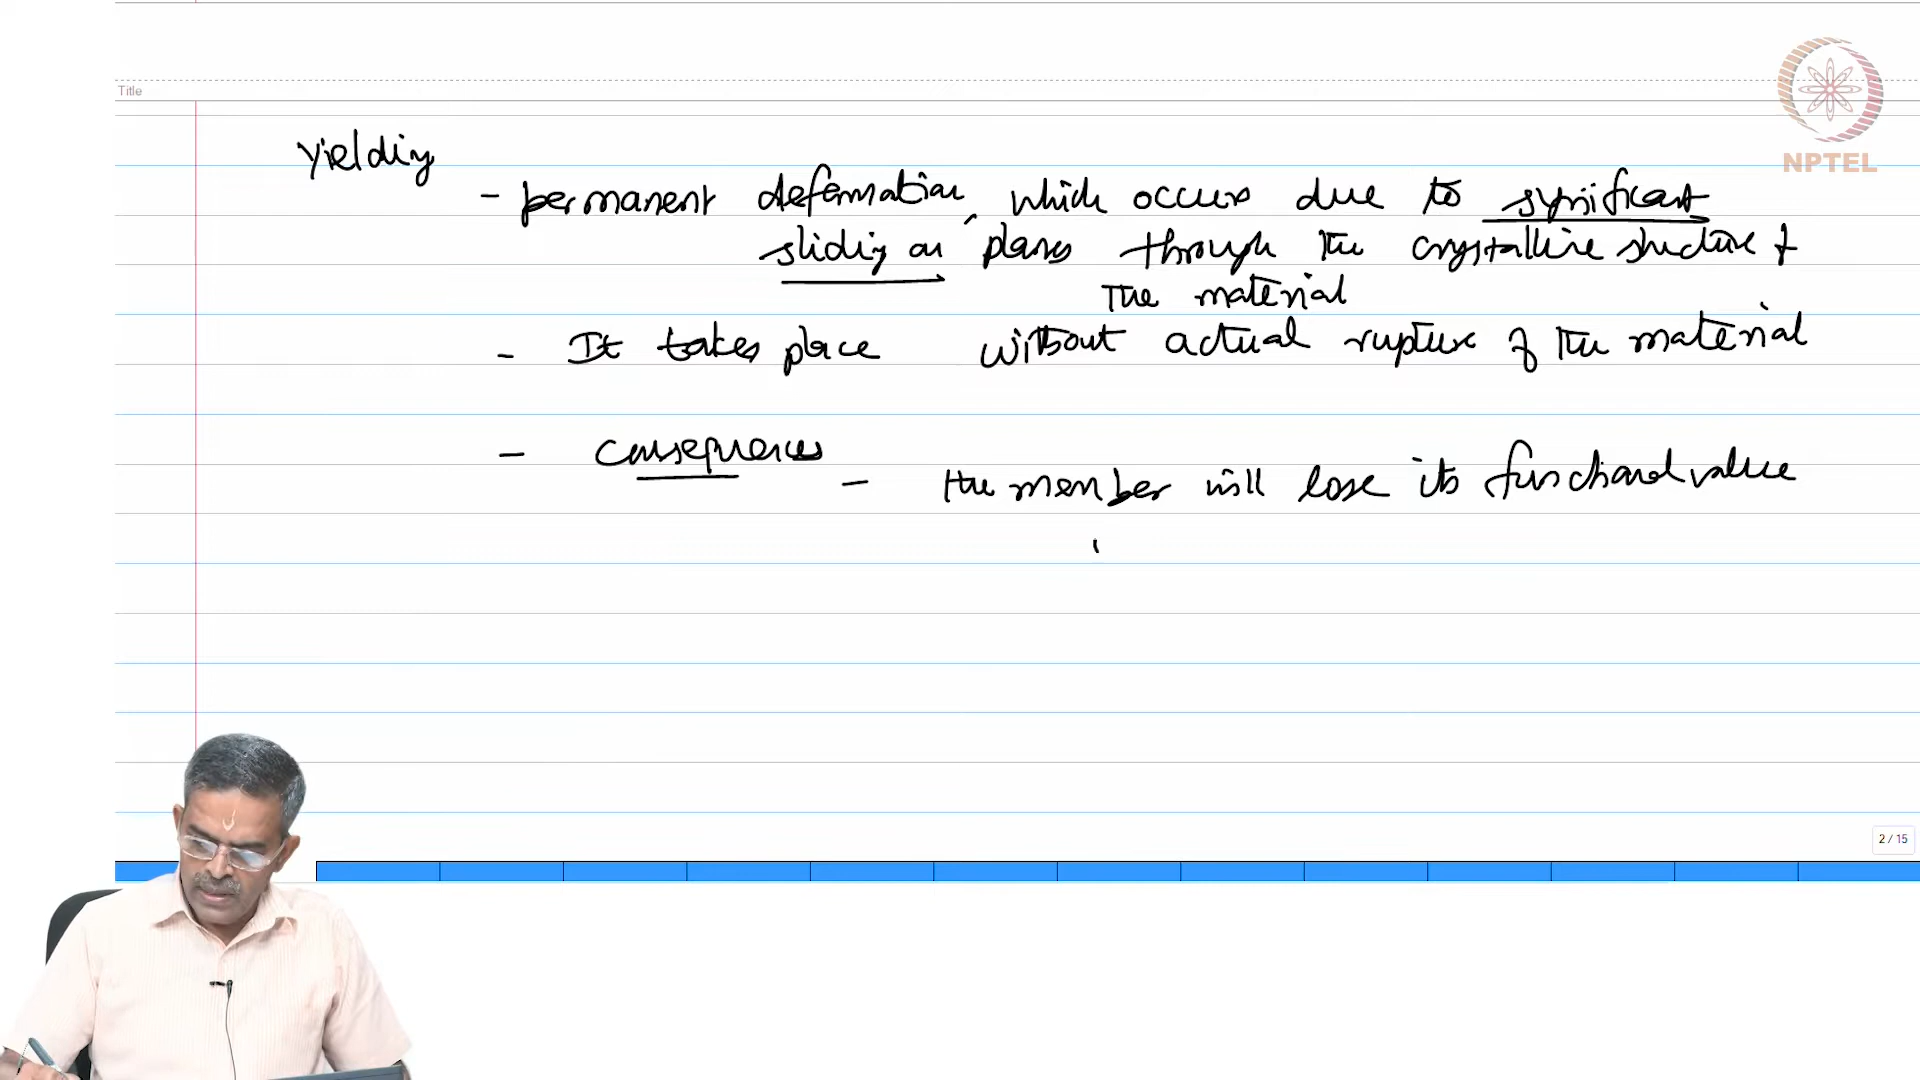 Title
NPTEL
Yielding
- permanent deformation, which occurs due to significant
sliding on planes through the crystalline structure of
the material
- It takes place without actual rupture of the material
- Consequences
- the member will lose its functional value
2 / 15